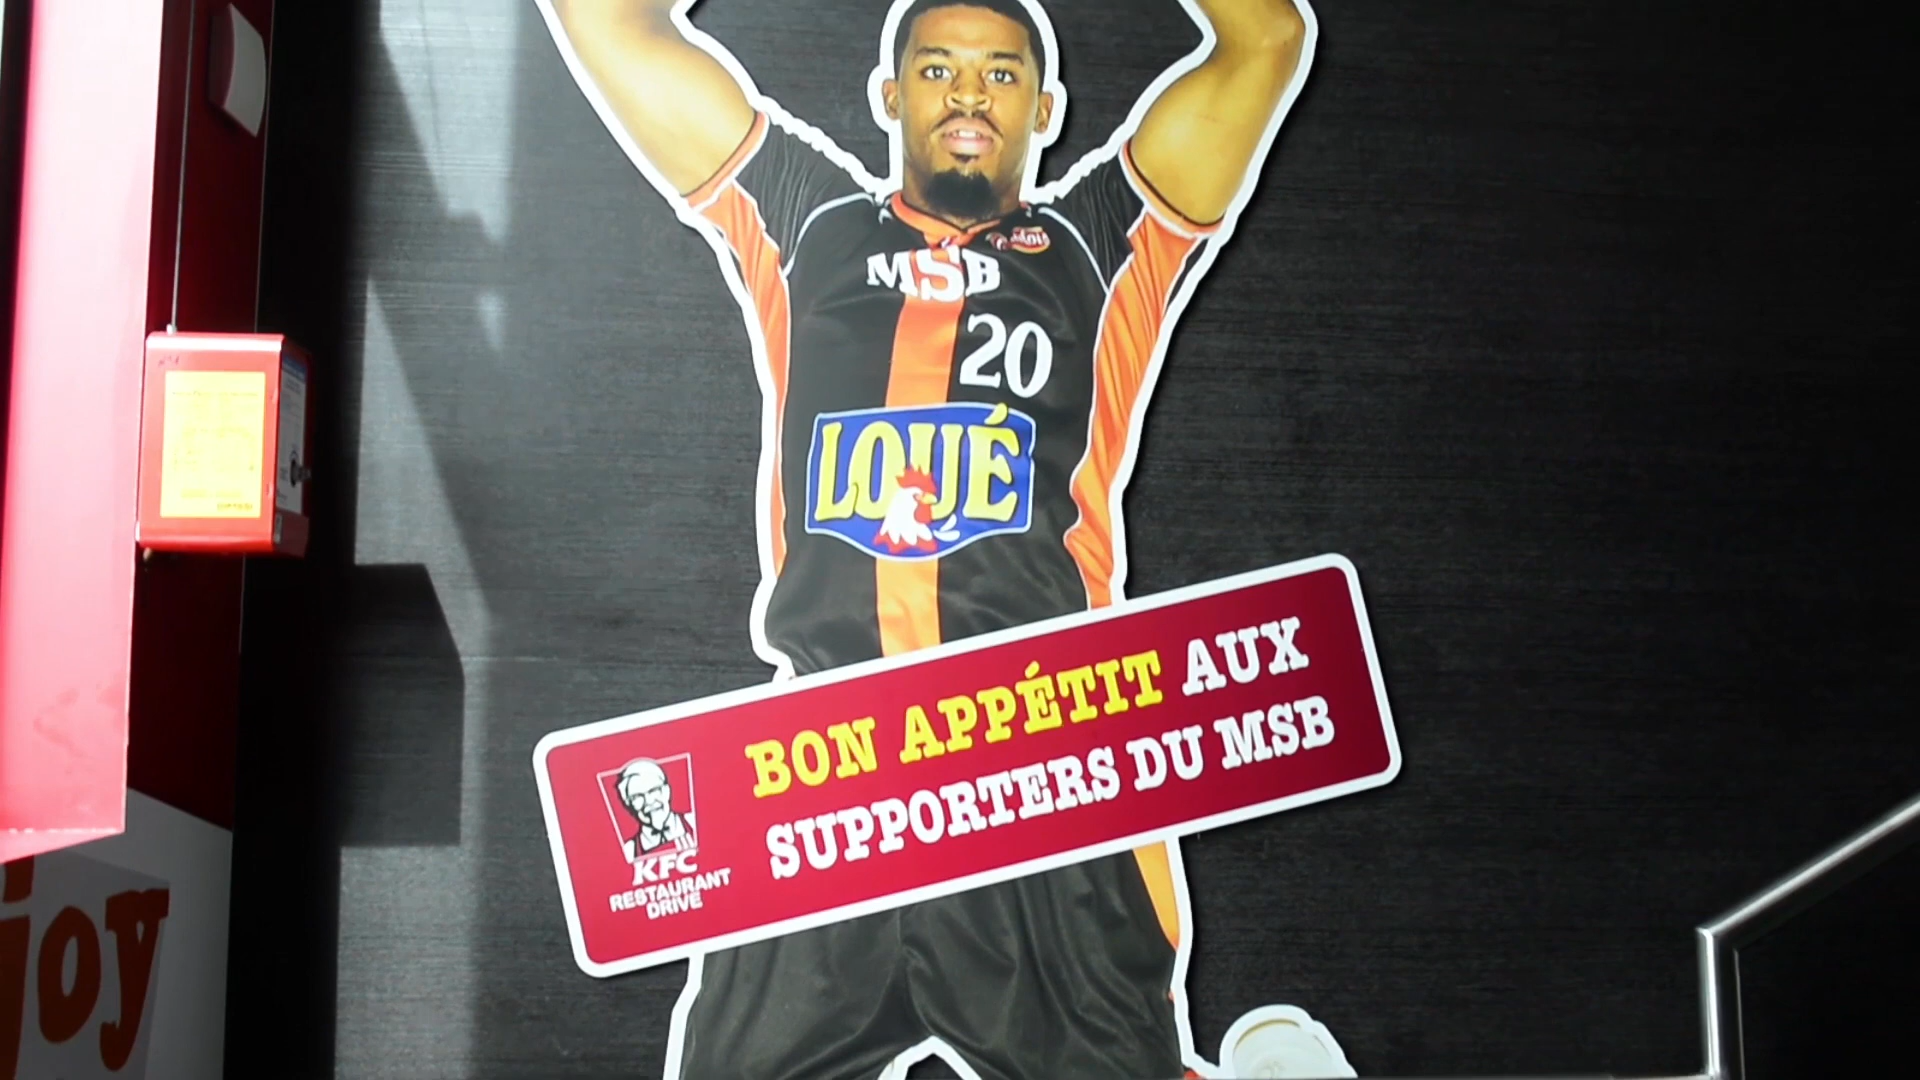 MSB
20
LOUÉ
BON APPÉTIT AUX
SUPPORTERS DU MSB
KFC
RESTAURANT
DRIVE
joy